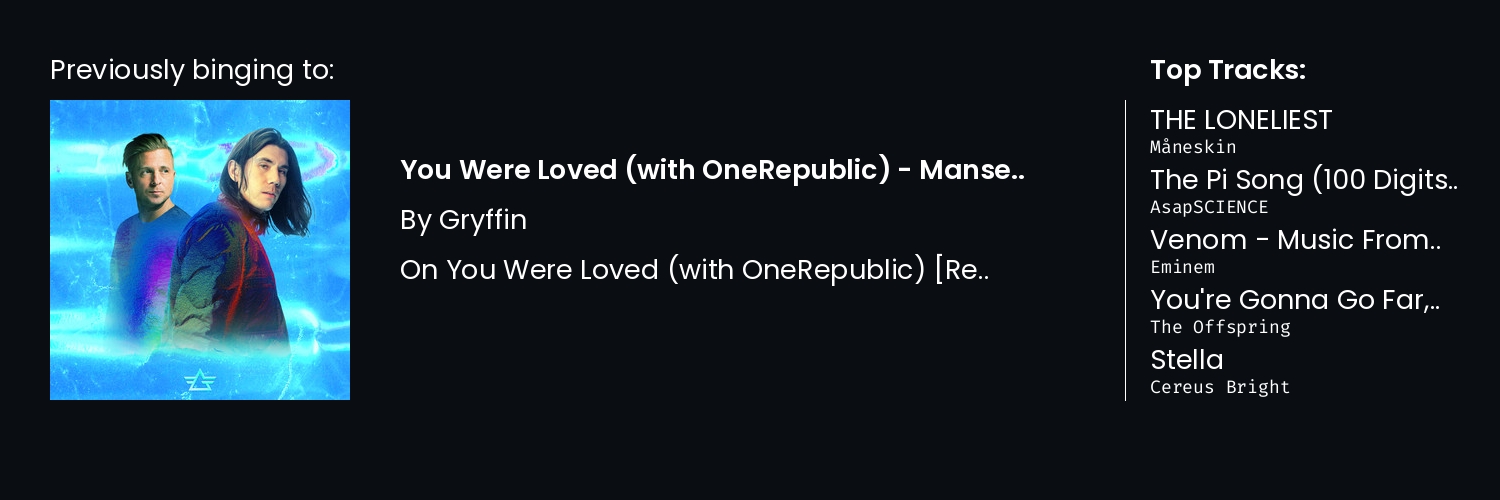 Previously binging to:
You Were Loved (with OneRepublic) - Manse..
By Gryffin
On You Were Loved (with OneRepublic) [Re..
Top Tracks:
THE LONELIEST
Måneskin
The Pi Song (100 Digits..
AsapSCIENCE
Venom - Music From..
Eminem
You're Gonna Go Far,..
The Offspring
Stella
Cereus Bright